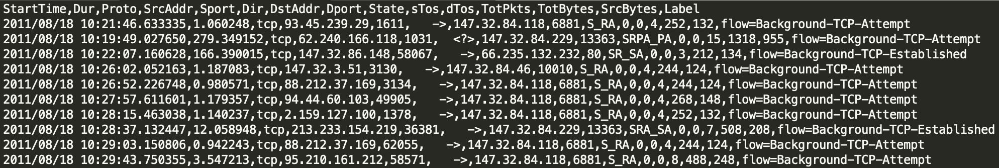 StartTime,Dur,Proto,SrcAddr,Sport,Dir,DstAddr,Dport,State,sTos,dTos,TotPkts,TotBytes,SrcBytes,Label
2011/08/18 10:21:46.633335,1.060248,tcp,93.45.239.29,1611,   ->,147.32.84.118,6881,S_RA,0,0,4,252,132,flow=Background-TCP-Attempt
2011/08/18 10:19:49.027650,279.349152,tcp,62.240.166.118,1031,  <?>,147.32.84.229,13363,SRPA_PA,0,0,15,1318,955,flow=Background-TCP-Attempt
2011/08/18 10:22:07.160628,166.390015,tcp,147.32.86.148,58067,   ->,66.235.132.232,80,SR_SA,0,0,3,212,134,flow=Background-TCP-Established
2011/08/18 10:26:02.052163,1.187083,tcp,147.32.3.51,3130,   ->,147.32.84.46,10010,S_RA,0,0,4,244,124,flow=Background-TCP-Attempt
2011/08/18 10:26:52.226748,0.980571,tcp,88.212.37.169,3134,   ->,147.32.84.118,6881,S_RA,0,0,4,244,124,flow=Background-TCP-Attempt
2011/08/18 10:27:57.611601,1.179357,tcp,94.44.60.103,49905,   ->,147.32.84.118,6881,S_RA,0,0,4,268,148,flow=Background-TCP-Attempt
2011/08/18 10:28:15.463038,1.140237,tcp,2.159.127.100,1378,   ->,147.32.84.118,6881,S_RA,0,0,4,252,132,flow=Background-TCP-Attempt
2011/08/18 10:28:37.132447,12.058948,tcp,213.233.154.219,36381,   ->,147.32.84.229,13363,SRA_SA,0,0,7,508,208,flow=Background-TCP-Established
2011/08/18 10:29:03.150806,0.942243,tcp,88.212.37.169,62055,   ->,147.32.84.118,6881,S_RA,0,0,4,244,124,flow=Background-TCP-Attempt
2011/08/18 10:29:43.750355,3.547213,tcp,95.210.161.212,58571,   ->,147.32.84.118,6881,S_RA,0,0,8,488,248,flow=Background-TCP-Attempt